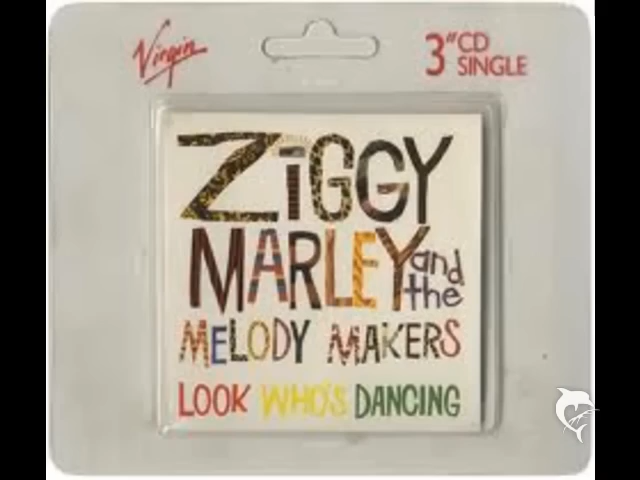 Virgin
3" CD SINGLE
ZIGGY
MARLEY and the
MELODY MAKERS
LOOK WHO'S DANCING